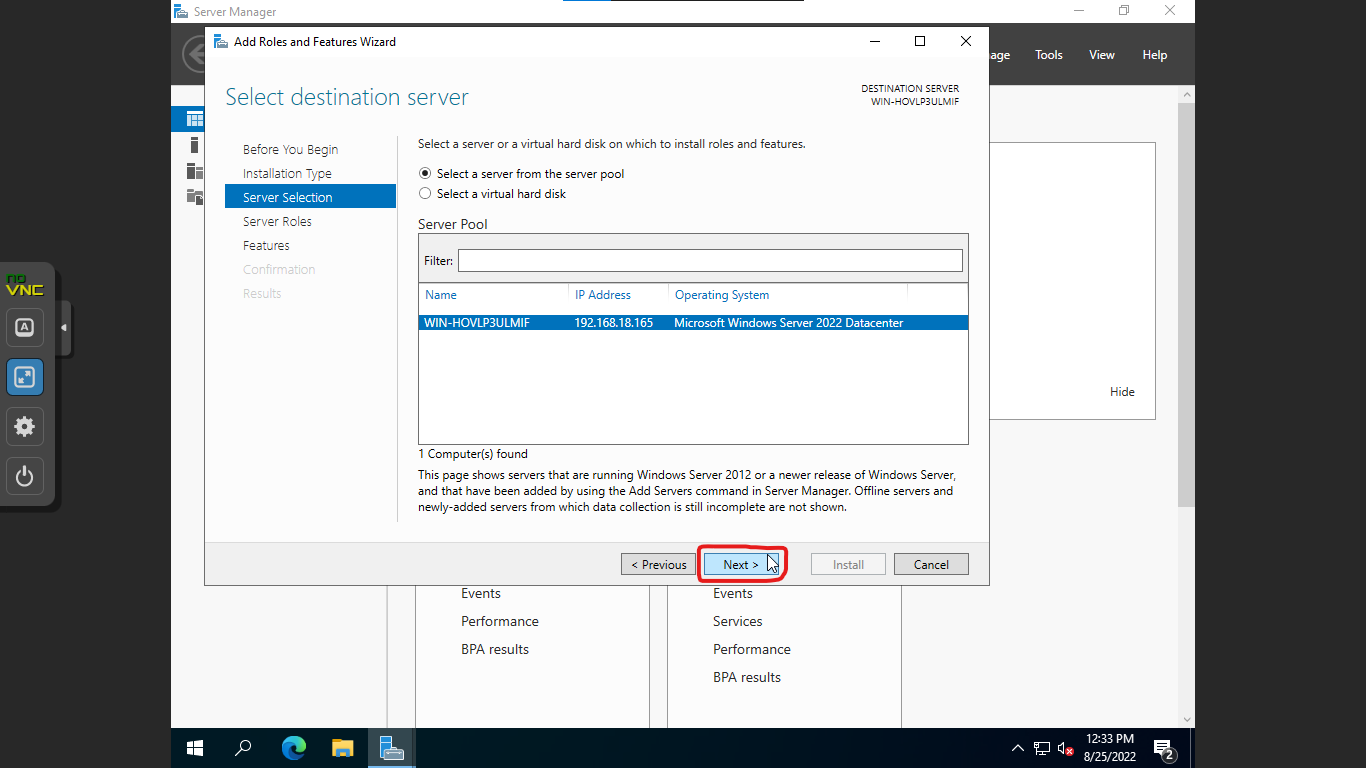 Server Manager
Add Roles and Features Wizard
age Tools View Help
Select destination server
DESTINATION SERVER
WIN-HOVLP3ULMIF
Before You Begin
Installation Type
Server Selection
Server Roles
Features
Confirmation
Results
Select a server or a virtual hard disk on which to install roles and features.
Select a server from the server pool
Select a virtual hard disk
Server Pool
Filter:
Name IP Address Operating System
WIN-HOVLP3ULMIF 192.168.18.165 Microsoft Windows Server 2022 Datacenter
1 Computer(s) found
This page shows servers that are running Windows Server 2012 or a newer release of Windows Server,
and that have been added by using the Add Servers command in Server Manager. Offline servers and
newly-added servers from which data collection is still incomplete are not shown.
< Previous Next > Install Cancel
Hide
Events
Performance
BPA results
Events
Services
Performance
BPA results
no
VNC
A
12:33 PM
8/25/2022
2